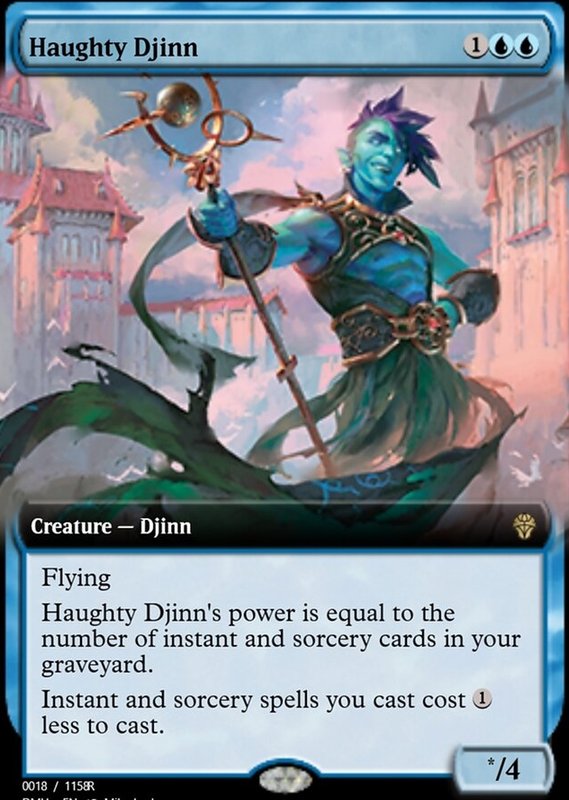 Haughty Djinn 1
Creature — Djinn
Flying
Haughty Djinn's power is equal to the
number of instant and sorcery cards in your
graveyard.
Instant and sorcery spells you cast cost 1
less to cast.
*/4
0018 / 1158R